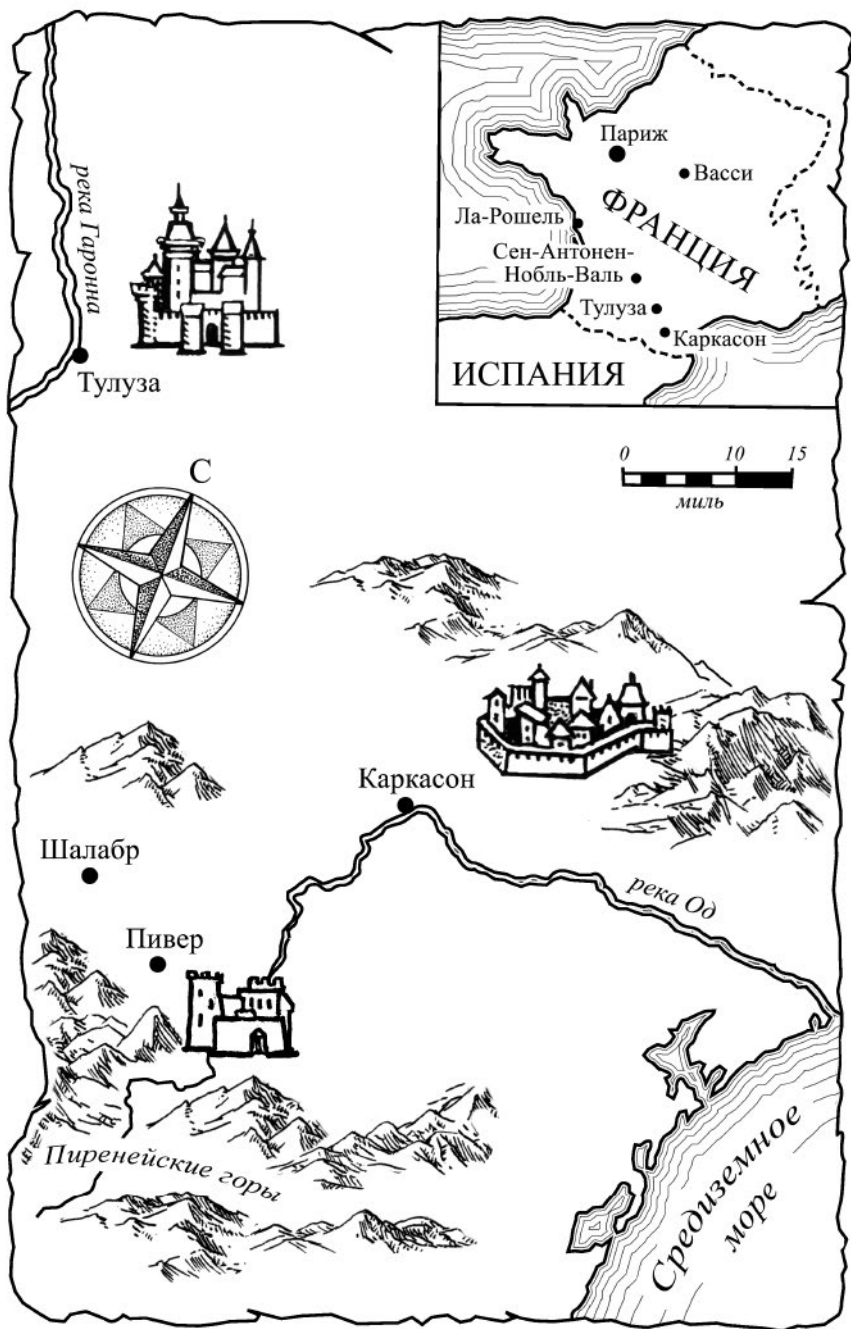 Париж
Васси
ФРАНЦИЯ
Ла-Рошель
Сен-Антонен-
Нобль-Валь
Тулуза
Каркасон
ИСПАНИЯ
река Гаронна
Тулуза
0 10 15
миль
С
Каркасон
Шалабр
река Од
Пивер
Пиренейские горы
Средиземное
море